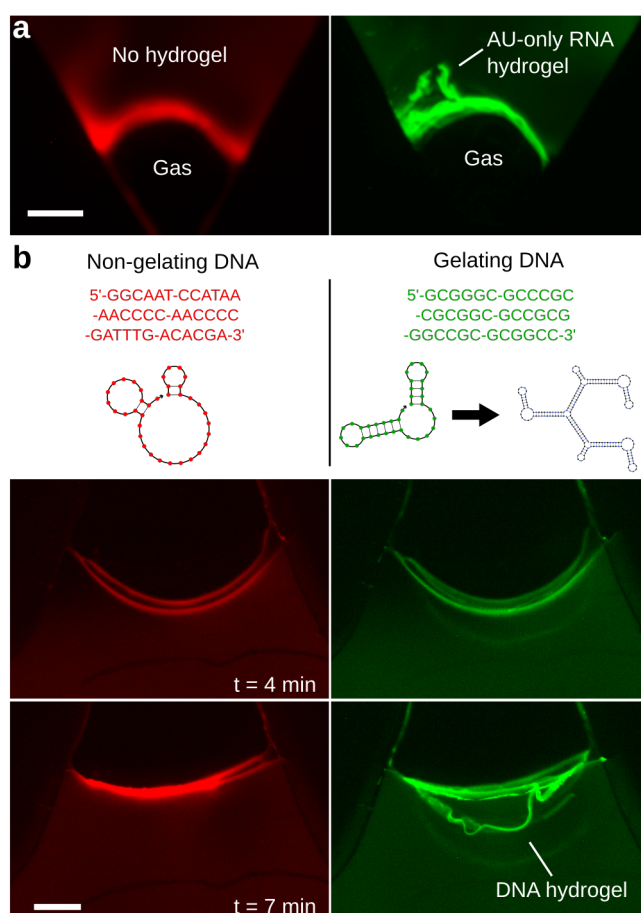 a
No hydrogel
Gas
AU-only RNA
hydrogel
Gas
b
Non-gelating DNA
5'-GGCAAT-CCATAA
-AACCCC-AACCCC
-GATTTG-ACACGA-3'
Gelating DNA
5'-GCGGGC-GCCCGC
-CGCGGC-GCCGCG
-GGCCGC-GCGGCC-3'
t = 4 min
t = 7 min
DNA hydrogel